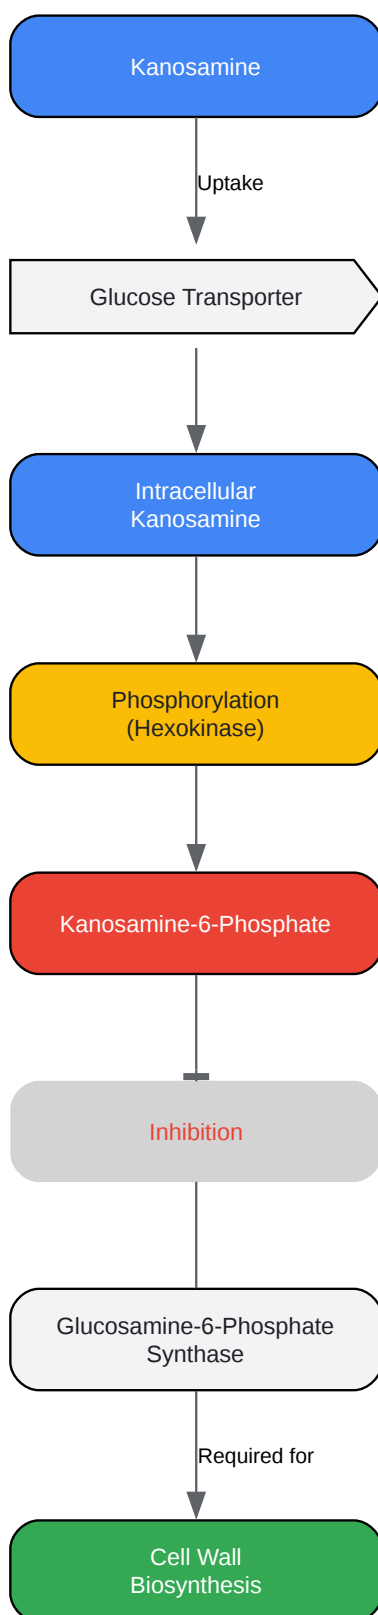 Kanosamine
Uptake
Glucose Transporter
Intracellular
Kanosamine
Phosphorylation
(Hexokinase)
Kanosamine-6-Phosphate
Inhibition
Glucosamine-6-Phosphate
Synthase
Required for
Cell Wall
Biosynthesis